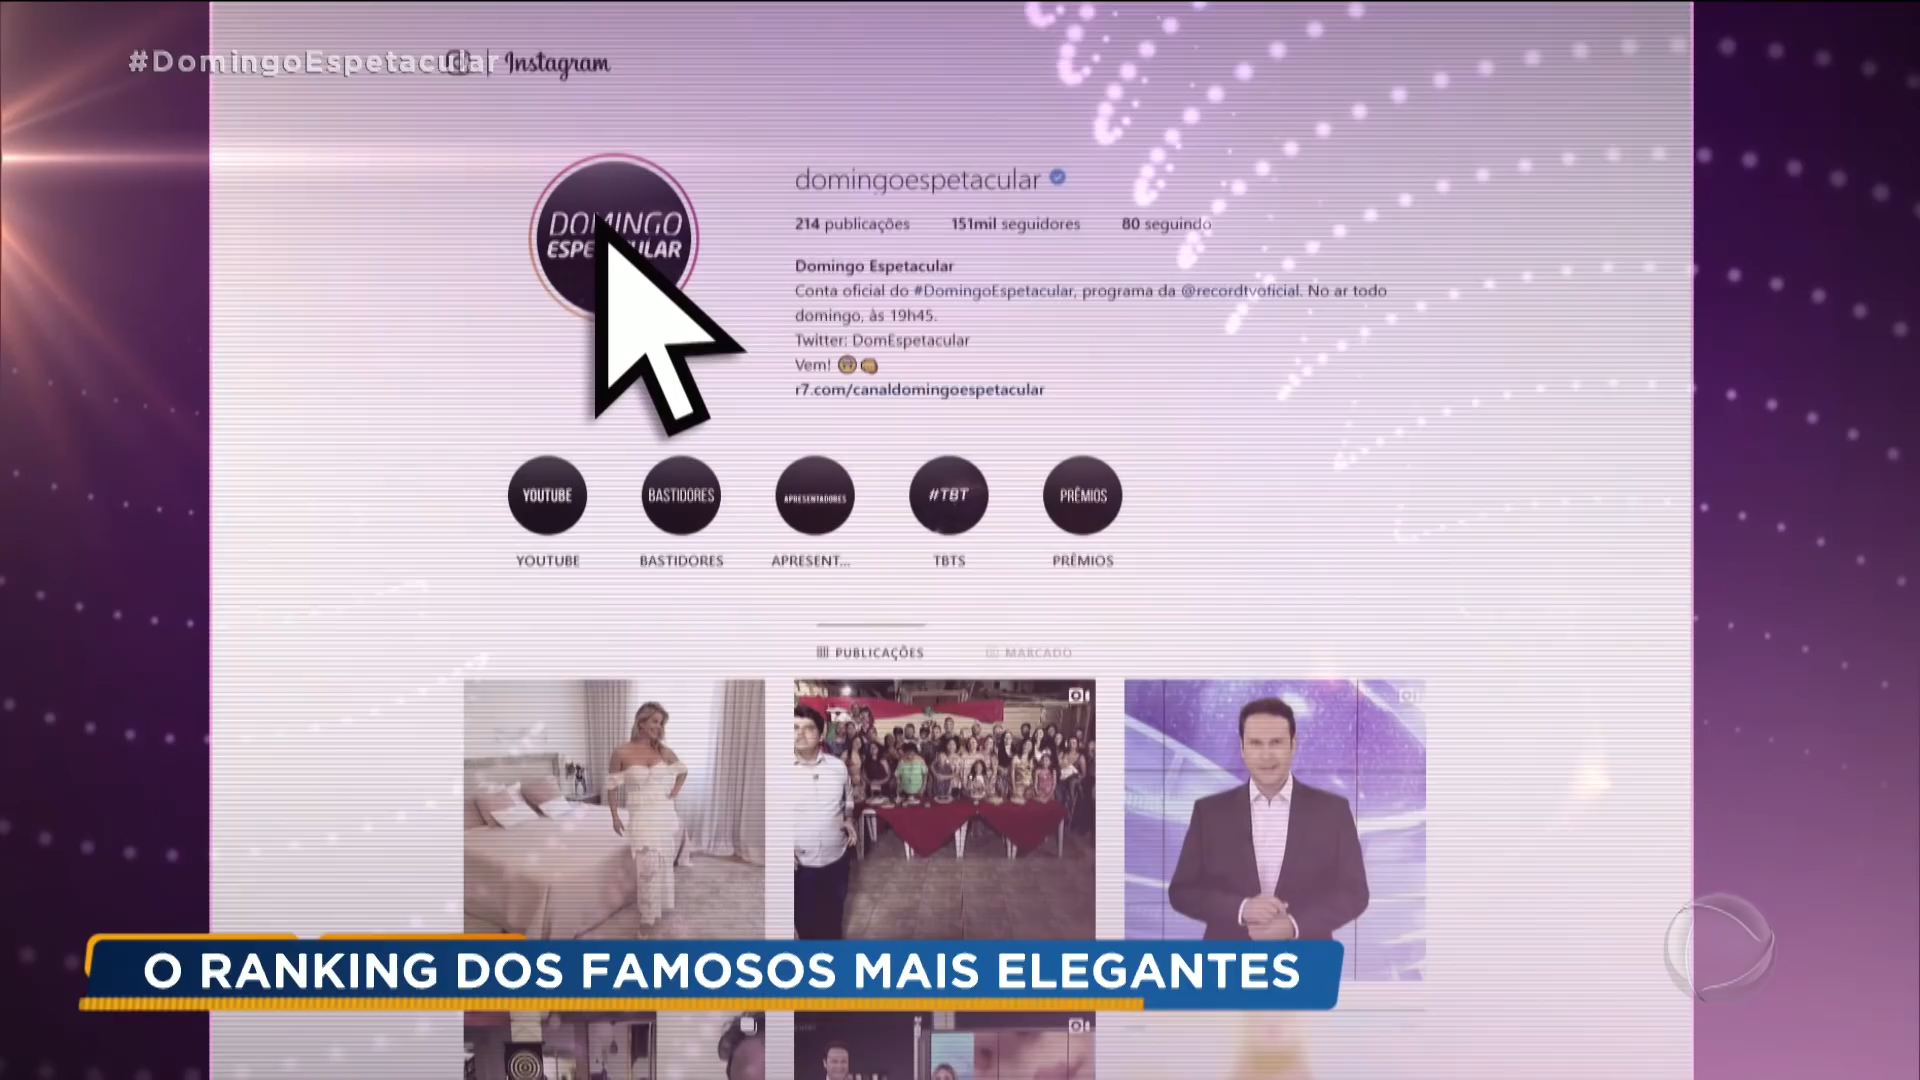 #DomingoEspetacular
Instagram
DOMINGO
domingoespetacular
214 publicações 151mil seguidores 80 seguindo
Domingo Espetacular
Conta oficial do #DomingoEspetacular, programa da @recordtvoficial. No ar todo
domingo, às 19h45.
Twitter: DomEspetacular
Vem!
r7.com/canaldomingoespetacular
YOUTUBE BASTIDORES APRESENTADORES #TBT PRÊMIOS
YOUTUBE BASTIDORES APRESENT... TBTS PRÊMIOS
PUBLICAÇÕES MARCADO
O RANKING DOS FAMOSOS MAIS ELEGANTES